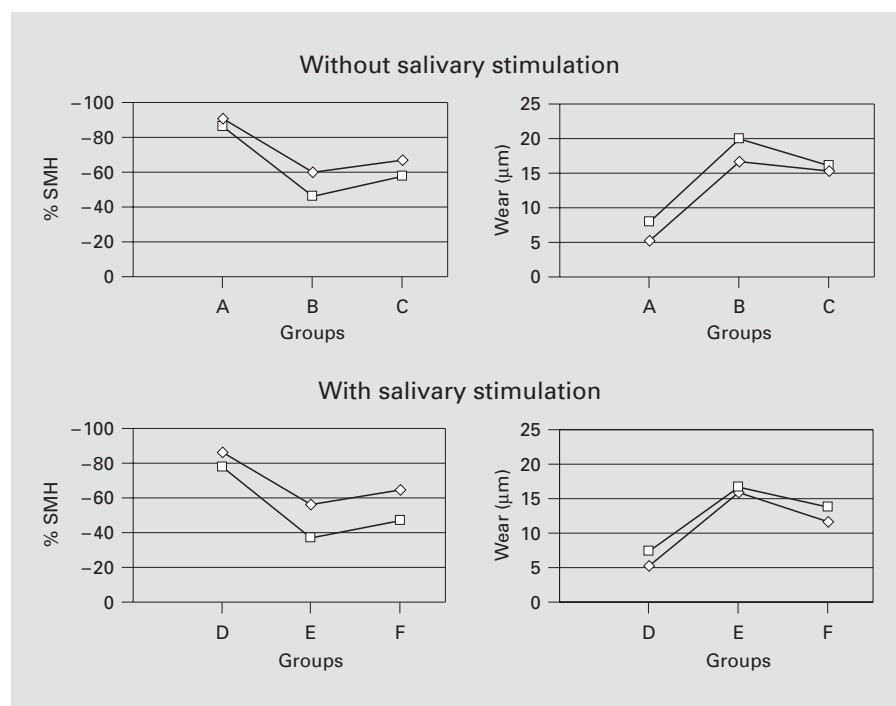 Without salivary stimulation
% SMH
–100
–80
–60
–40
–20
0
A B C
Groups
Wear (μm)
25
20
15
10
5
0
A B C
Groups
With salivary stimulation
% SMH
–100
–80
–60
–40
–20
0
D E F
Groups
Wear (μm)
25
20
15
10
5
0
D E F
Groups